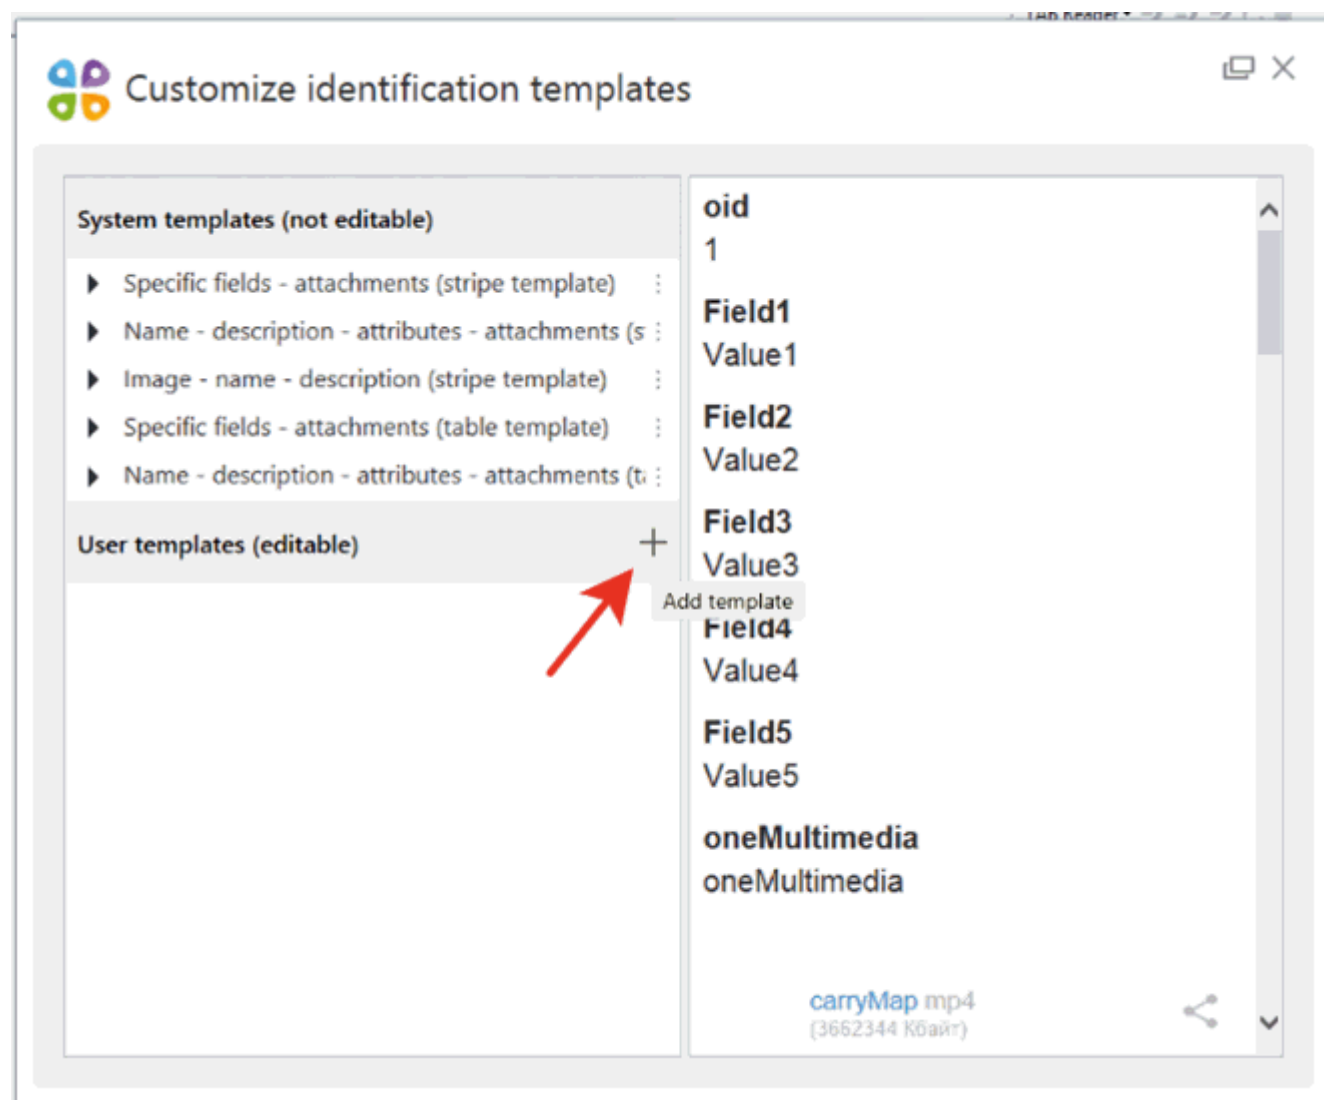 TAB Reader
Customize identification templates
System templates (not editable)
Specific fields - attachments (stripe template)
Name - description - attributes - attachments (s
Image - name - description (stripe template)
Specific fields - attachments (table template)
Name - description - attributes - attachments (t
User templates (editable)
Add template
oid
1
Field1
Value1
Field2
Value2
Field3
Value3
Field4
Value4
Field5
Value5
oneMultimedia
oneMultimedia
carryMap mp4
(3662344 Кбайт)